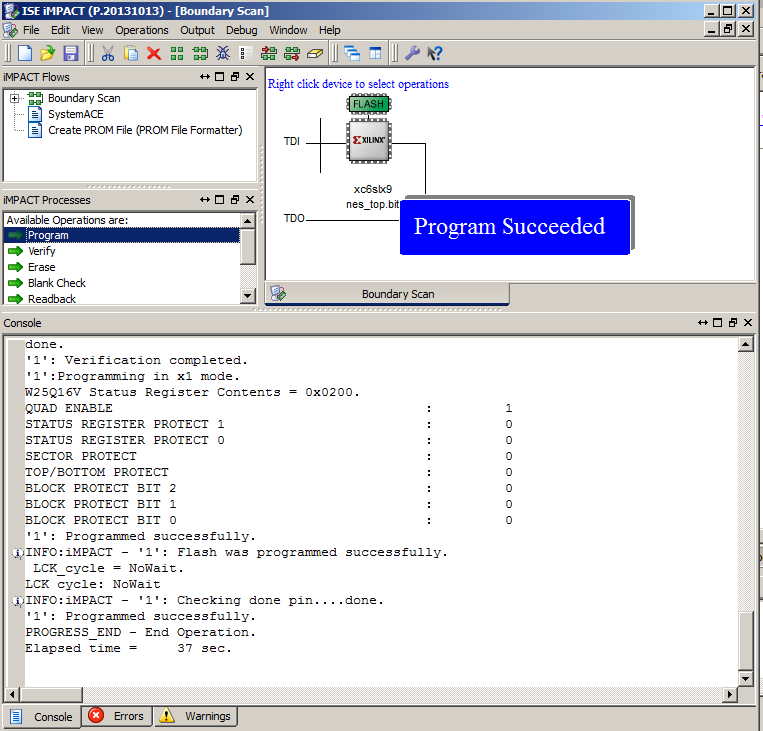 ISE iMPACT (P.20131013) - [Boundary Scan]
File Edit View Operations Output Debug Window Help
iMPACT Flows
Boundary Scan
SystemACE
Create PROM File (PROM File Formatter)
iMPACT Processes
Available Operations are:
Program
Verify
Erase
Blank Check
Readback
Right click device to select operations
FLASH
TDI
XILINX
xc6slx9
nes_top.bit
TDO
Program Succeeded
Boundary Scan
Console
done.
'1': Verification completed.
'1':Programming in x1 mode.
W25Q16V Status Register Contents = 0x0200.
QUAD ENABLE : 1
STATUS REGISTER PROTECT 1 : 0
STATUS REGISTER PROTECT 0 : 0
SECTOR PROTECT : 0
TOP/BOTTOM PROTECT : 0
BLOCK PROTECT BIT 2 : 0
BLOCK PROTECT BIT 1 : 0
BLOCK PROTECT BIT 0 : 0
'1': Programmed successfully.
INFO:iMPACT - '1': Flash was programmed successfully.
LCK_cycle = NoWait.
LCK cycle: NoWait
INFO:iMPACT - '1': Checking done pin....done.
'1': Programmed successfully.
PROGRESS_END - End Operation.
Elapsed time = 37 sec.
Console Errors Warnings